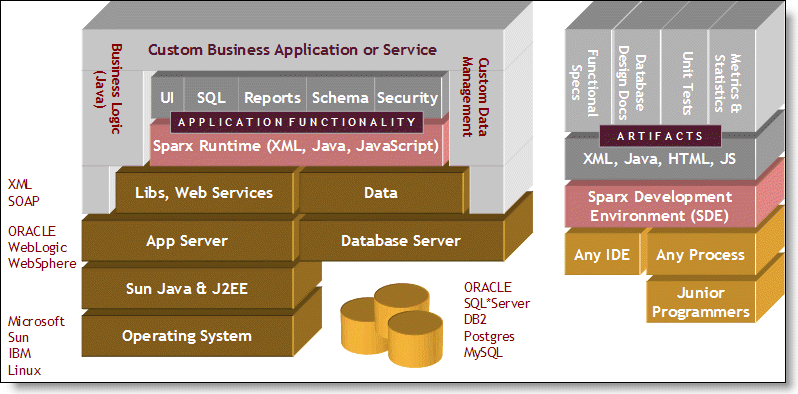 Custom Business Application or Service
Business Logic
(Java)
Custom Data
Management
UI
SQL
Reports
Schema
Security
APPLICATION FUNCTIONALITY
Sparx Runtime (XML, Java, JavaScript)
XML
SOAP
Libs, Web Services
Data
ORACLE
WebLogic
WebSphere
App Server
Database Server
Sun Java & J2EE
Microsoft
Sun
IBM
Linux
Operating System
ORACLE
SQL*Server
DB2
Postgres
MySQL
Functional
Specs
Database
Design Docs
Unit Tests
Metrics &
Statistics
ARTIFACTS
XML, Java, HTML, JS
Sparx Development
Environment (SDE)
Any IDE
Any Process
Junior
Programmers